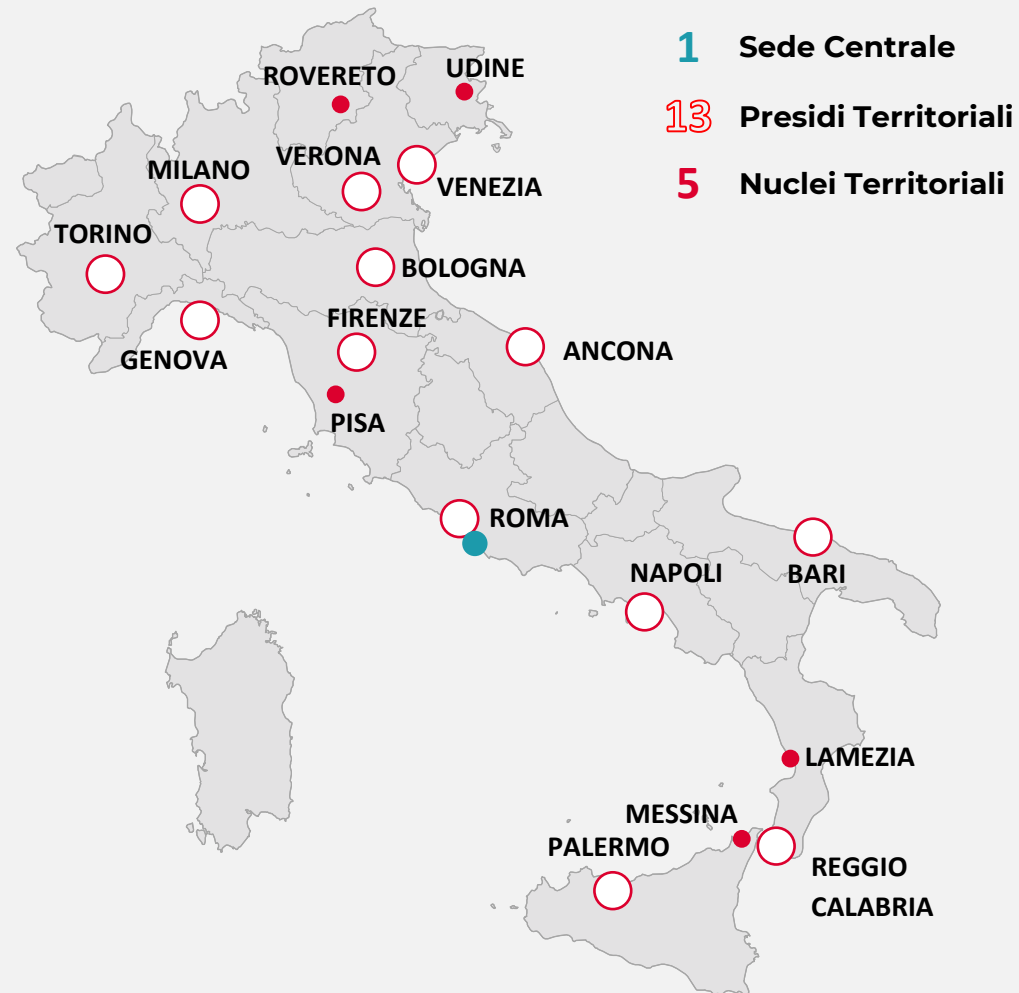 1 Sede Centrale
13 Presidi Territoriali
5 Nuclei Territoriali
ROVERETO
UDINE
VERONA
MILANO
VENEZIA
TORINO
BOLOGNA
FIRENZE
GENOVA
ANCONA
PISA
ROMA
NAPOLI
BARI
LAMEZIA
MESSINA
PALERMO
REGGIO
CALABRIA